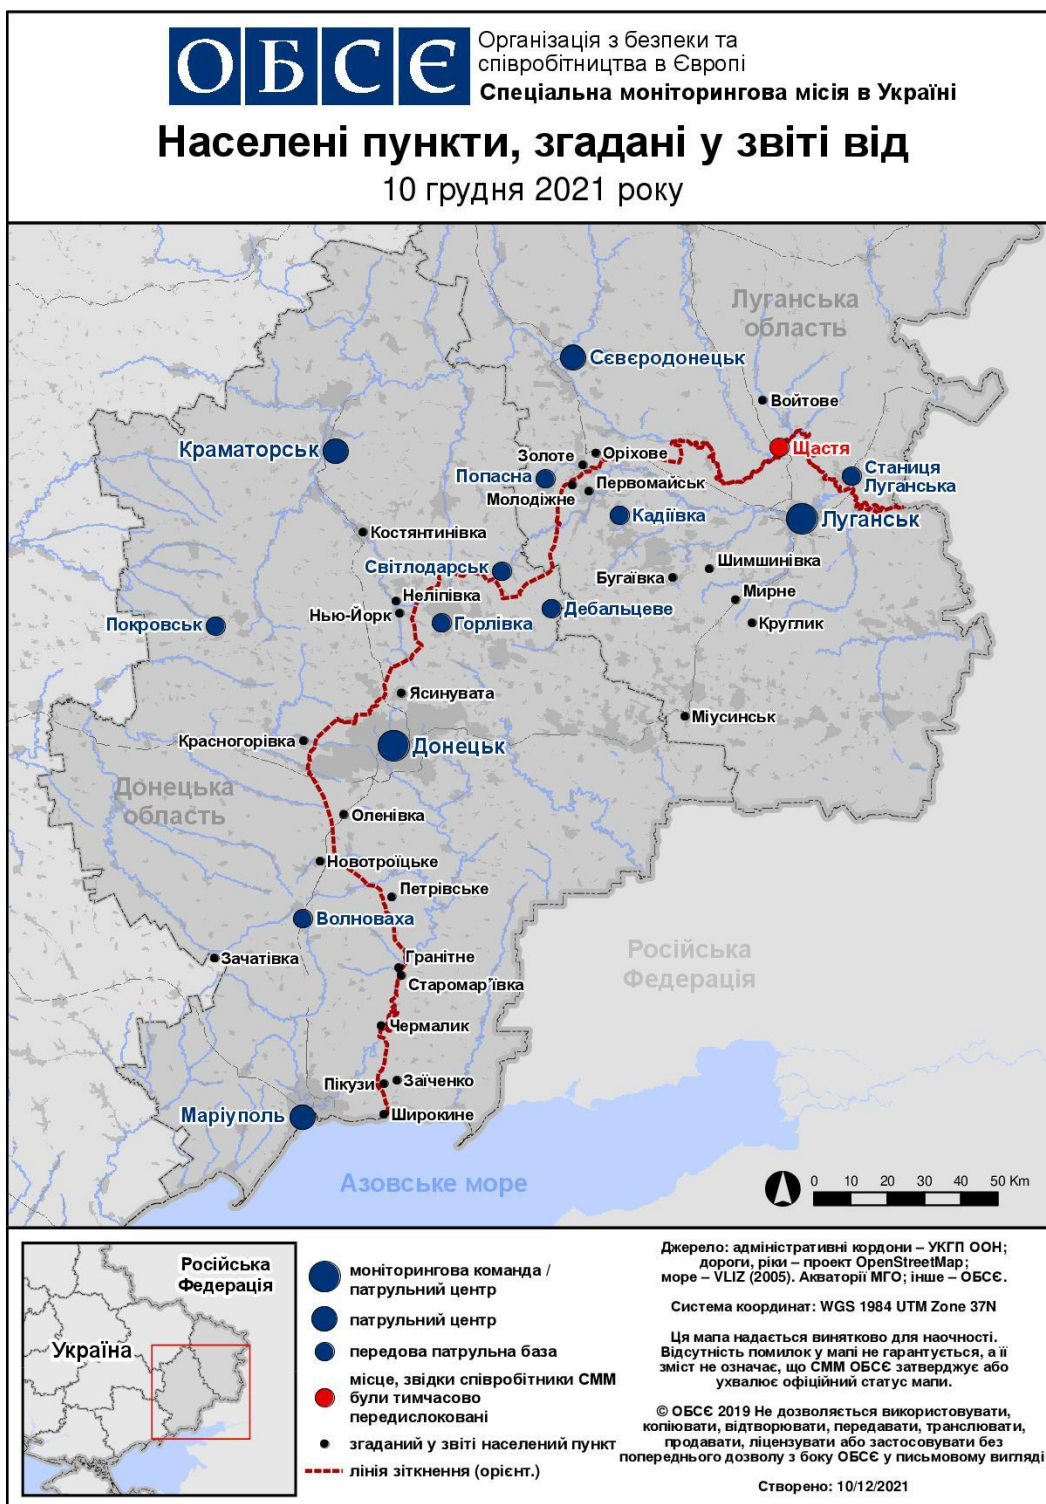 ОБСЄ
Організація з безпеки та
співробітництва в Європі
Спеціальна моніторингова місія в Україні
Населені пункти, згадані у звіті від
10 грудня 2021 року
Луганська
область
Сєвєродонецьк
Войтове
Краматорськ
Оріхове
Щастя
Золоте
Попасна
Первомайськ
Станиця
Луганська
Молодіжне
Кадіївка
Луганськ
Костянтинівка
Світлодарськ
Шимшинівка
Бугаївка
Неліпівка
Мирне
Нью-Йорк
Дебальцеве
Покровськ
Горлівка
Круглик
Ясинувата
Міусинськ
Красногорівка
Донецьк
Донецька
область
Оленівка
Новотроїцьке
Петрівське
Волноваха
Зачатівка
Гранітне
Російська
Федерація
Старомар'ївка
Чермалик
Пікузи
Заїченко
Маріуполь
Широкине
Азовське море
0 10 20 30 40 50 Km
Російська
Федерація
Україна
моніторингова команда /
патрульний центр
патрульний центр
передова патрульна база
місце, звідки співробітники СММ
були тимчасово
передислоковані
згаданий у звіті населений пункт
лінія зіткнення (орієнт.)
Джерело: адміністративні кордони – УКГП ООН;
дороги, ріки – проект OpenStreetMap;
море – VLIZ (2005). Акваторії МГО; інше – ОБСЄ.
Система координат: WGS 1984 UTM Zone 37N
Ця мапа надається винятково для наочності.
Відсутність помилок у мапі не гарантується, а її
зміст не означає, що СММ ОБСЄ затверджує або
ухвалює офіційний статус мапи.
© ОБСЄ 2019 Не дозволяється використовувати,
копіювати, відтворювати, передавати, транслювати,
продавати, ліцензувати або застосовувати без
попереднього дозволу з боку ОБСЄ у письмовому вигляді
Створено: 10/12/2021